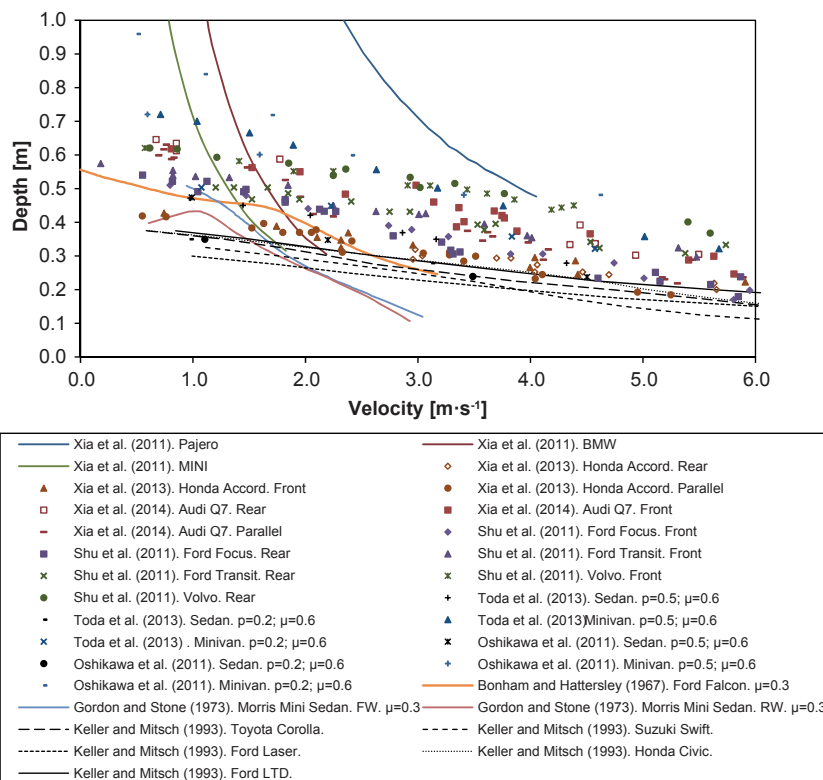 1.0
0.9
0.8
0.7
0.6
0.5
0.4
0.3
0.2
0.1
0.0
Depth [m]
0.0 1.0 2.0 3.0 4.0 5.0 6.0
Velocity [m·s-1]
Xia et al. (2011). Pajero
Xia et al. (2011). BMW
Xia et al. (2011). MINI
Xia et al. (2013). Honda Accord. Rear
Xia et al. (2013). Honda Accord. Front
Xia et al. (2013). Honda Accord. Parallel
Xia et al. (2014). Audi Q7. Rear
Xia et al. (2014). Audi Q7. Front
Xia et al. (2014). Audi Q7. Parallel
Shu et al. (2011). Ford Focus. Front
Shu et al. (2011). Ford Focus. Rear
Shu et al. (2011). Ford Transit. Front
Shu et al. (2011). Ford Transit. Rear
Shu et al. (2011). Volvo. Front
Shu et al. (2011). Volvo. Rear
Toda et al. (2013). Sedan. p=0.5; μ=0.6
Toda et al. (2013). Sedan. p=0.2; μ=0.6
Toda et al. (2013)Minivan. p=0.5; μ=0.6
Toda et al. (2013) . Minivan. p=0.2; μ=0.6
Oshikawa et al. (2011). Sedan. p=0.5; μ=0.6
Oshikawa et al. (2011). Sedan. p=0.2; μ=0.6
Oshikawa et al. (2011). Minivan. p=0.5; μ=0.6
Oshikawa et al. (2011). Minivan. p=0.2; μ=0.6
Bonham and Hattersley (1967). Ford Falcon. μ=0.3
Gordon and Stone (1973). Morris Mini Sedan. FW. μ=0.3
Gordon and Stone (1973). Morris Mini Sedan. RW. μ=0.3
Keller and Mitsch (1993). Toyota Corolla.
Keller and Mitsch (1993). Suzuki Swift.
Keller and Mitsch (1993). Ford Laser.
Keller and Mitsch (1993). Honda Civic.
Keller and Mitsch (1993). Ford LTD.